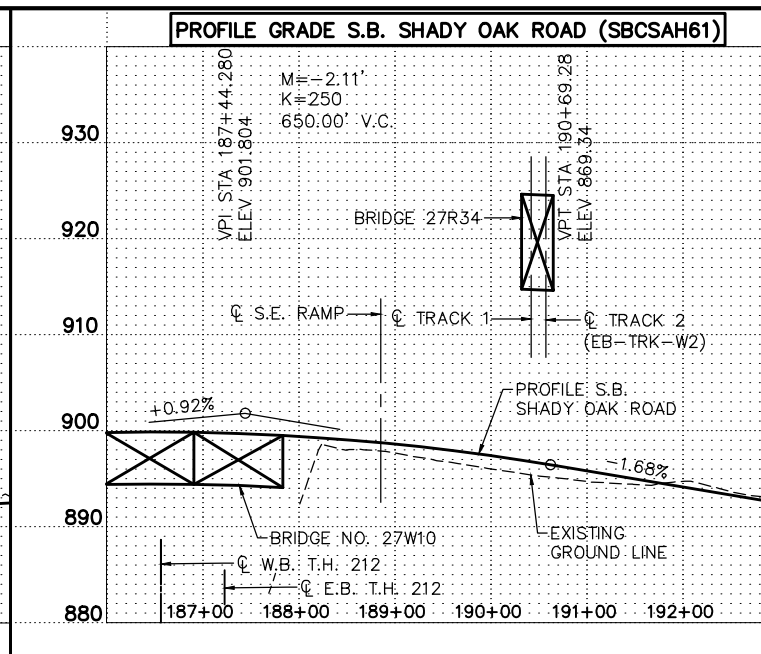 PROFILE GRADE S.B. SHADY OAK ROAD (SBCSAH61)
VPI STA 187+44.280
ELEV 901.804
M=-2.11'
K=250
650.00' V.C.
VPT STA 190+69.28
ELEV 869.34
930
BRIDGE 27R34
920
℄ S.E. RAMP
℄ TRACK 1
℄ TRACK 2
(EB-TRK-W2)
910
+0.92%
PROFILE S.B.
SHADY OAK ROAD
900
-1.68%
890
BRIDGE NO. 27W10
EXISTING
GROUND LINE
℄ W.B. T.H. 212
℄ E.B. T.H. 212
880
187+00 188+00 189+00 190+00 191+00 192+00